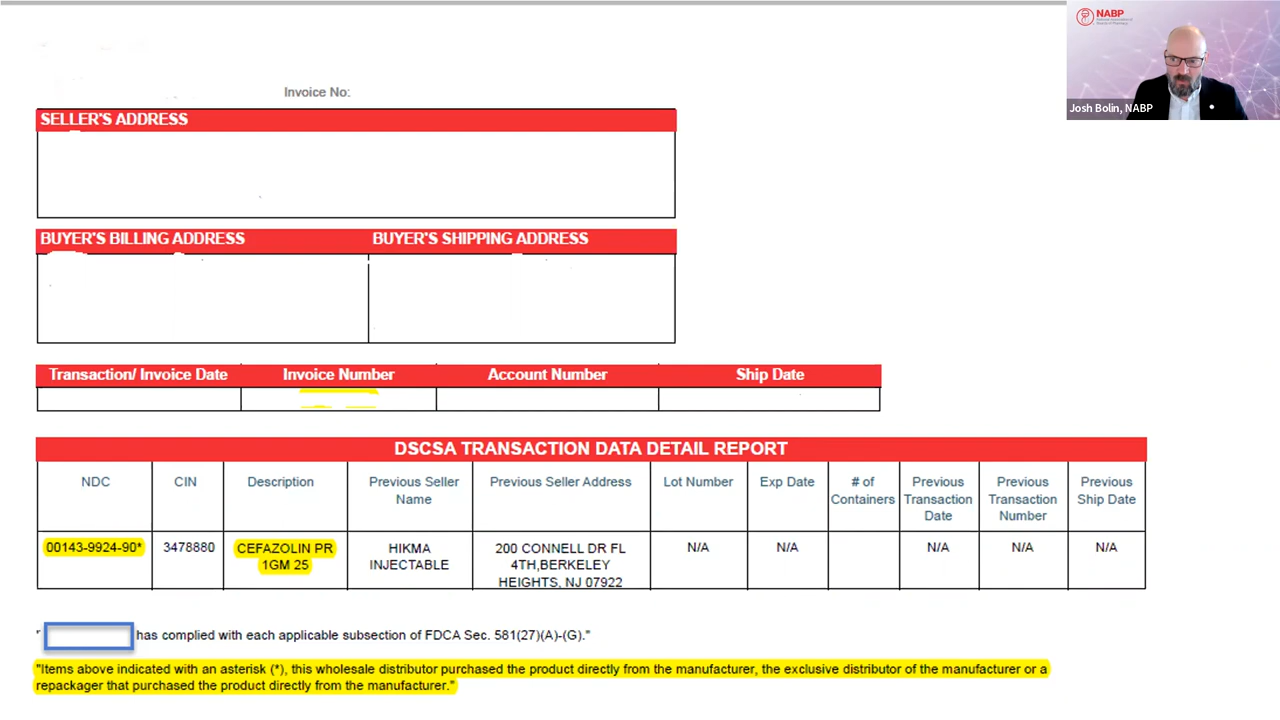 NABP
Josh Bolin, NABP
Invoice No:
SELLER'S ADDRESS
BUYER'S BILLING ADDRESS BUYER'S SHIPPING ADDRESS
Transaction/ Invoice Date Invoice Number Account Number Ship Date
DSCSA TRANSACTION DATA DETAIL REPORT
NDC CIN Description Previous Seller Name Previous Seller Address Lot Number Exp Date # of Containers Previous Transaction Date Previous Transaction Number Previous Ship Date
00143-9924-90* 3478880 CEFAZOLIN PR 1GM 25 HIKMA INJECTABLE 200 CONNELL DR FL 4TH,BERKELEY HEIGHTS, NJ 07922 N/A N/A N/A N/A N/A
" has complied with each applicable subsection of FDCA Sec. 581(27)(A)-(G)."
"Items above indicated with an asterisk (*), this wholesale distributor purchased the product directly from the manufacturer, the exclusive distributor of the manufacturer or a
repackager that purchased the product directly from the manufacturer."